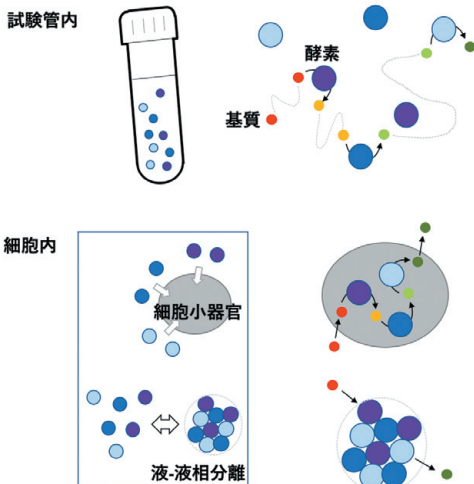 試験管内
酵素
基質
細胞内
細胞小器官
液-液相分離